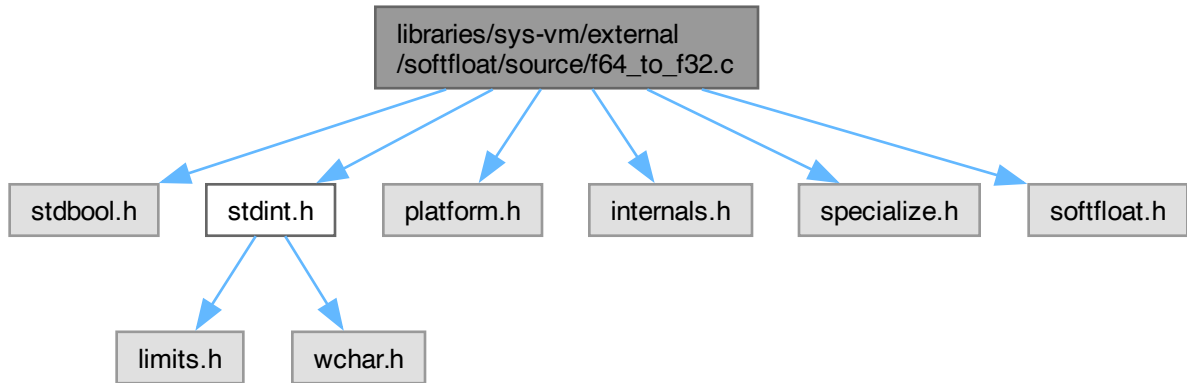 libraries/sys-vm/external
/softfloat/source/f64_to_f32.c
stdbool.h
stdint.h
platform.h
internals.h
specialize.h
softfloat.h
limits.h
wchar.h